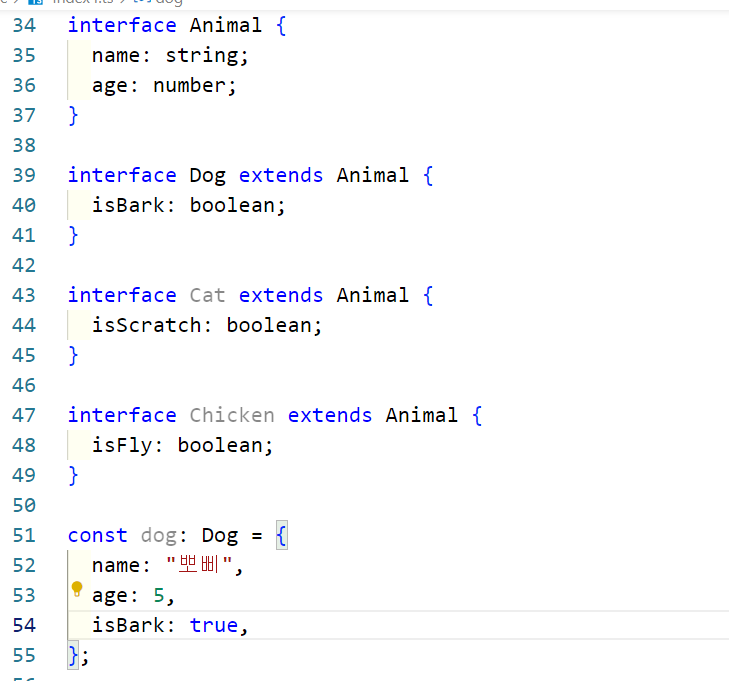 34 interface Animal {
35 name: string;
36 age: number;
37 }
38
39 interface Dog extends Animal {
40 isBark: boolean;
41 }
42
43 interface Cat extends Animal {
44 isScratch: boolean;
45 }
46
47 interface Chicken extends Animal {
48 isFly: boolean;
49 }
50
51 const dog: Dog = {
52 name: "뽀삐",
53 age: 5,
54 isBark: true,
55 };